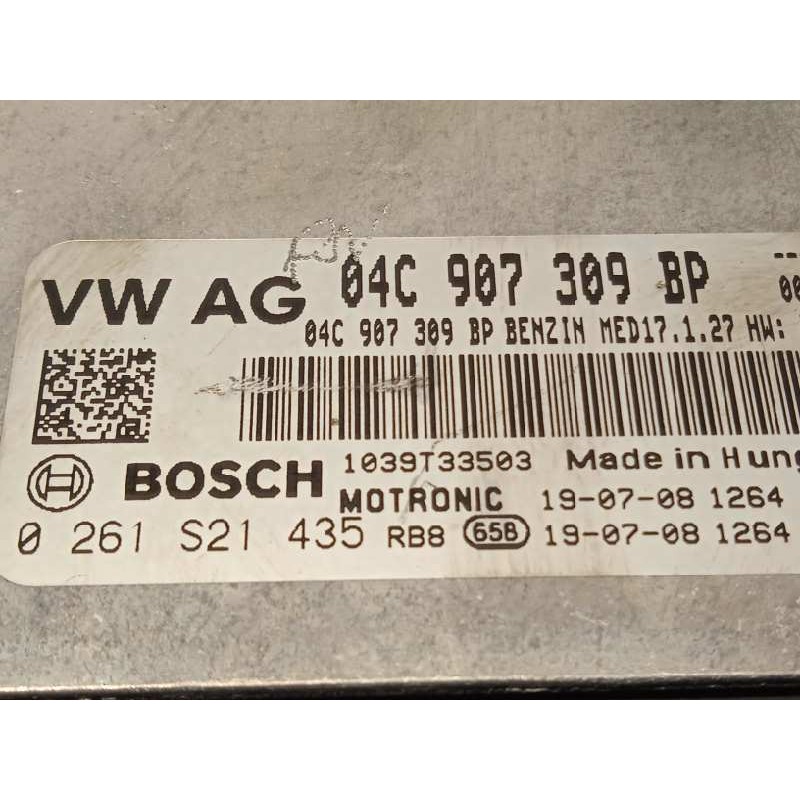 VW AG 04C 907 309 BP
00
04C 907 309 BP BENZIN MED17.1.27 HW:
1039T33503 Made in Hung
BOSCH MOTRONIC 19-07-08 1264
0 261 S21 435 RB8 65B 19-07-08 1264